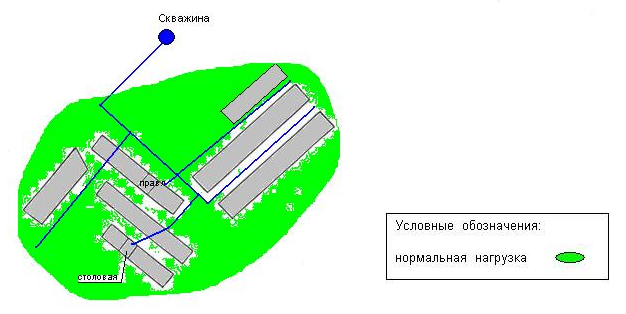 Скважина
правл
столовая
Условные обозначения:
нормальная нагрузка